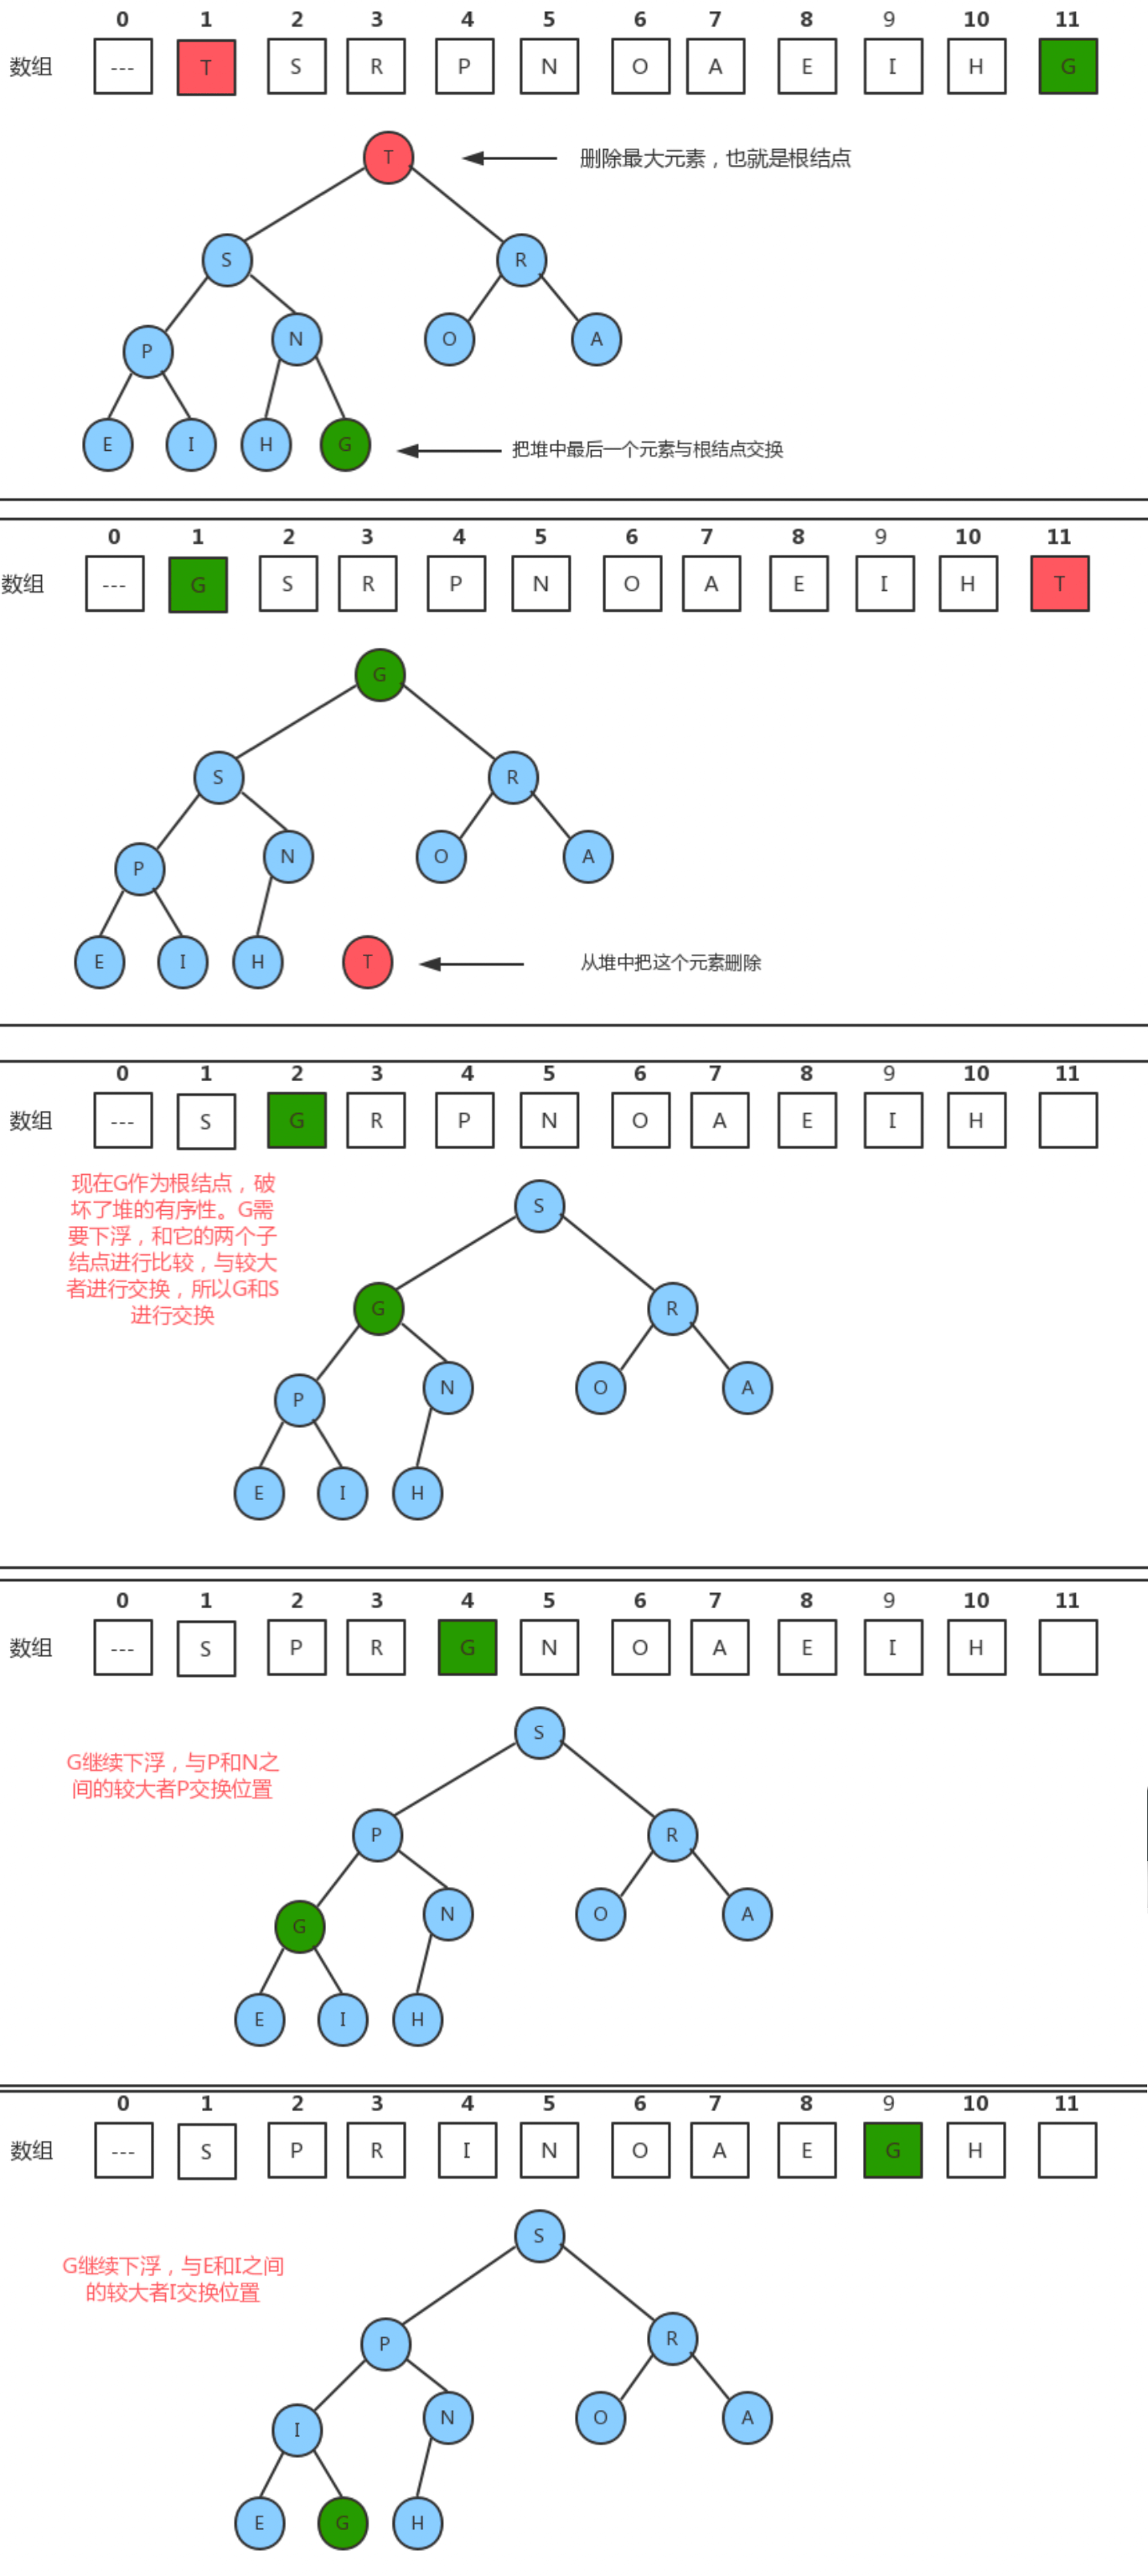 0 1 2 3 4 5 6 7 8 9 10 11
数组 --- T S R P N O A E I H G
T
删除最大元素，也就是根结点
S R
P N O A
E I H G
把堆中最后一个元素与根结点交换
0 1 2 3 4 5 6 7 8 9 10 11
数组 --- G S R P N O A E I H T
G
S R
P N O A
E I H T
从堆中把这个元素删除
0 1 2 3 4 5 6 7 8 9 10 11
数组 --- S G R P N O A E I H
现在G作为根结点，破
坏了堆的有序性。G需
要下浮，和它的两个子
结点进行比较，与较大
者进行交换，所以G和S
进行交换
S
G R
P N O A
E I H
0 1 2 3 4 5 6 7 8 9 10 11
数组 --- S P R G N O A E I H
G继续下浮，与P和N之
间的较大者P交换位置
S
P R
G N O A
E I H
0 1 2 3 4 5 6 7 8 9 10 11
数组 --- S P R I N O A E G H
G继续下浮，与E和I之间
的较大者I交换位置
S
P R
I N O A
E G H